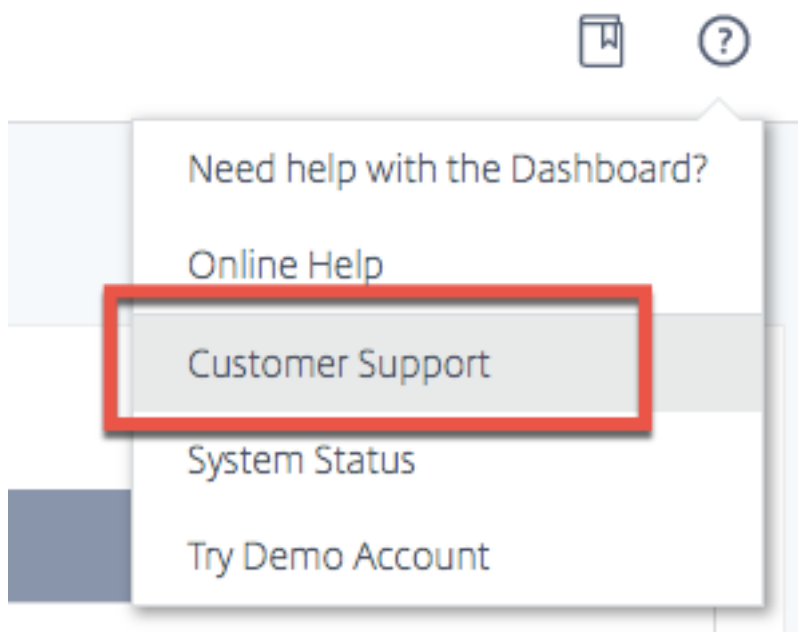 ?
Need help with the Dashboard?
Online Help
Customer Support
System Status
Try Demo Account